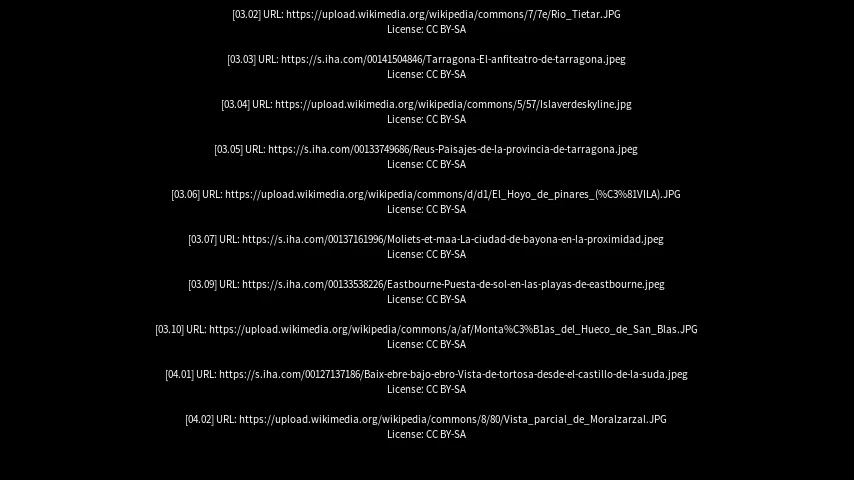 [03.02] URL: https://upload.wikimedia.org/wikipedia/commons/7/7e/Rio_Tietar.JPG
License: CC BY-SA
[03.03] URL: https://s.iha.com/00141504846/Tarragona-El-anfiteatro-de-tarragona.jpeg
License: CC BY-SA
[03.04] URL: https://upload.wikimedia.org/wikipedia/commons/5/57/Islaverdeskyline.jpg
License: CC BY-SA
[03.05] URL: https://s.iha.com/00133749686/Reus-Paisajes-de-la-provincia-de-tarragona.jpeg
License: CC BY-SA
[03.06] URL: https://upload.wikimedia.org/wikipedia/commons/d/d1/El_Hoyo_de_pinares_(%C3%81VILA).JPG
License: CC BY-SA
[03.07] URL: https://s.iha.com/00137161996/Moliets-et-maa-La-ciudad-de-bayona-en-la-proximidad.jpeg
License: CC BY-SA
[03.09] URL: https://s.iha.com/00133538226/Eastbourne-Puesta-de-sol-en-las-playas-de-eastbourne.jpeg
License: CC BY-SA
[03.10] URL: https://upload.wikimedia.org/wikipedia/commons/a/af/Monta%C3%B1as_del_Hueco_de_San_Blas.JPG
License: CC BY-SA
[04.01] URL: https://s.iha.com/00127137186/Baix-ebre-bajo-ebro-Vista-de-tortosa-desde-el-castillo-de-la-suda.jpeg
License: CC BY-SA
[04.02] URL: https://upload.wikimedia.org/wikipedia/commons/8/80/Vista_parcial_de_Moralzarzal.JPG
License: CC BY-SA